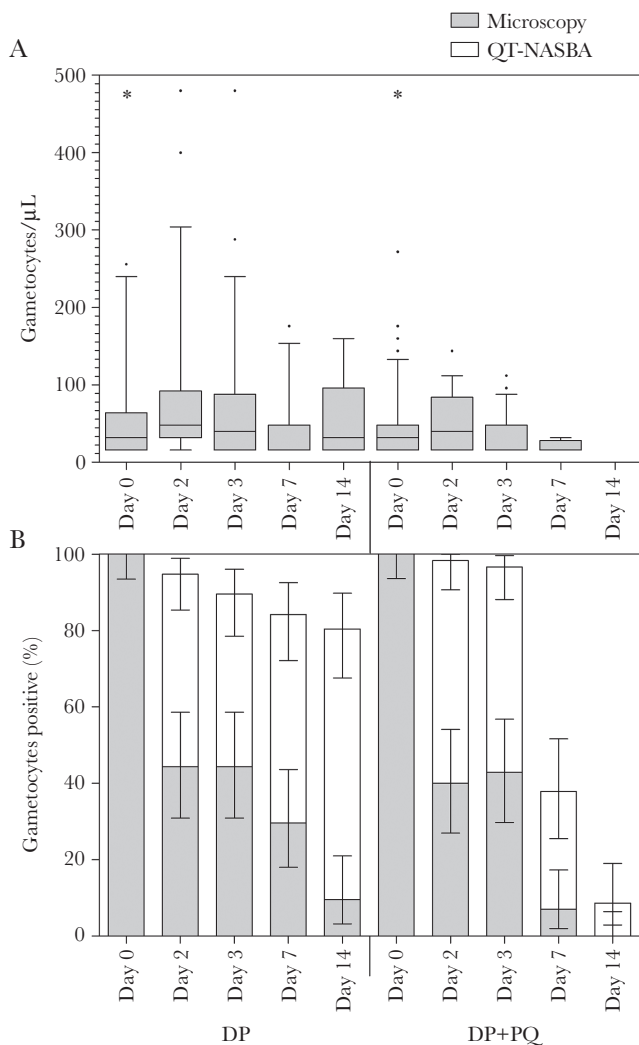 Microscopy
QT-NASBA
A
500
400
300
200
100
0
Gametocytes/µL
*
*
Day 0
Day 2
Day 3
Day 7
Day 14
Day 0
Day 2
Day 3
Day 7
Day 14
B
100
80
60
40
20
0
Gametocytes positive (%)
Day 0
Day 2
Day 3
Day 7
Day 14
Day 0
Day 2
Day 3
Day 7
Day 14
DP
DP+PQ